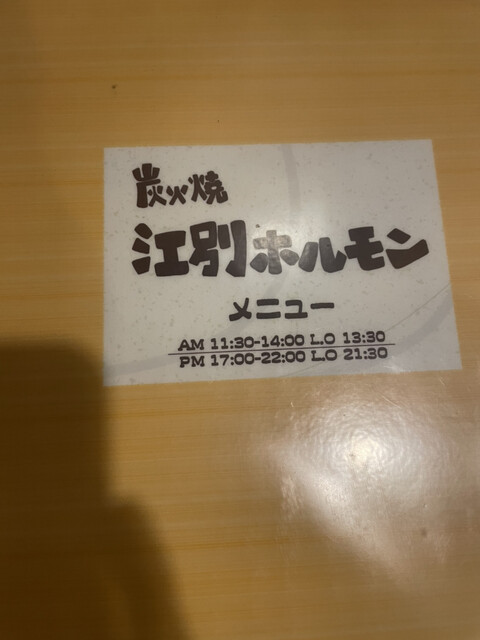 炭火焼
江別ホルモン
メニュー
AM 11:30-14:00 L.O 13:30
PM 17:00-22:00 L.O 21:30